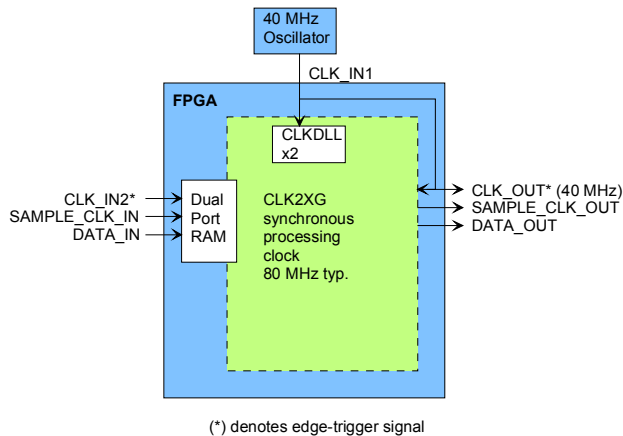 40 MHz
Oscillator
CLK_IN1
FPGA
CLKDLL
x2
CLK_IN2*
SAMPLE_CLK_IN
DATA_IN
Dual
Port
RAM
CLK2XG
synchronous
processing
clock
80 MHz typ.
CLK_OUT* (40 MHz)
SAMPLE_CLK_OUT
DATA_OUT
(*) denotes edge-trigger signal